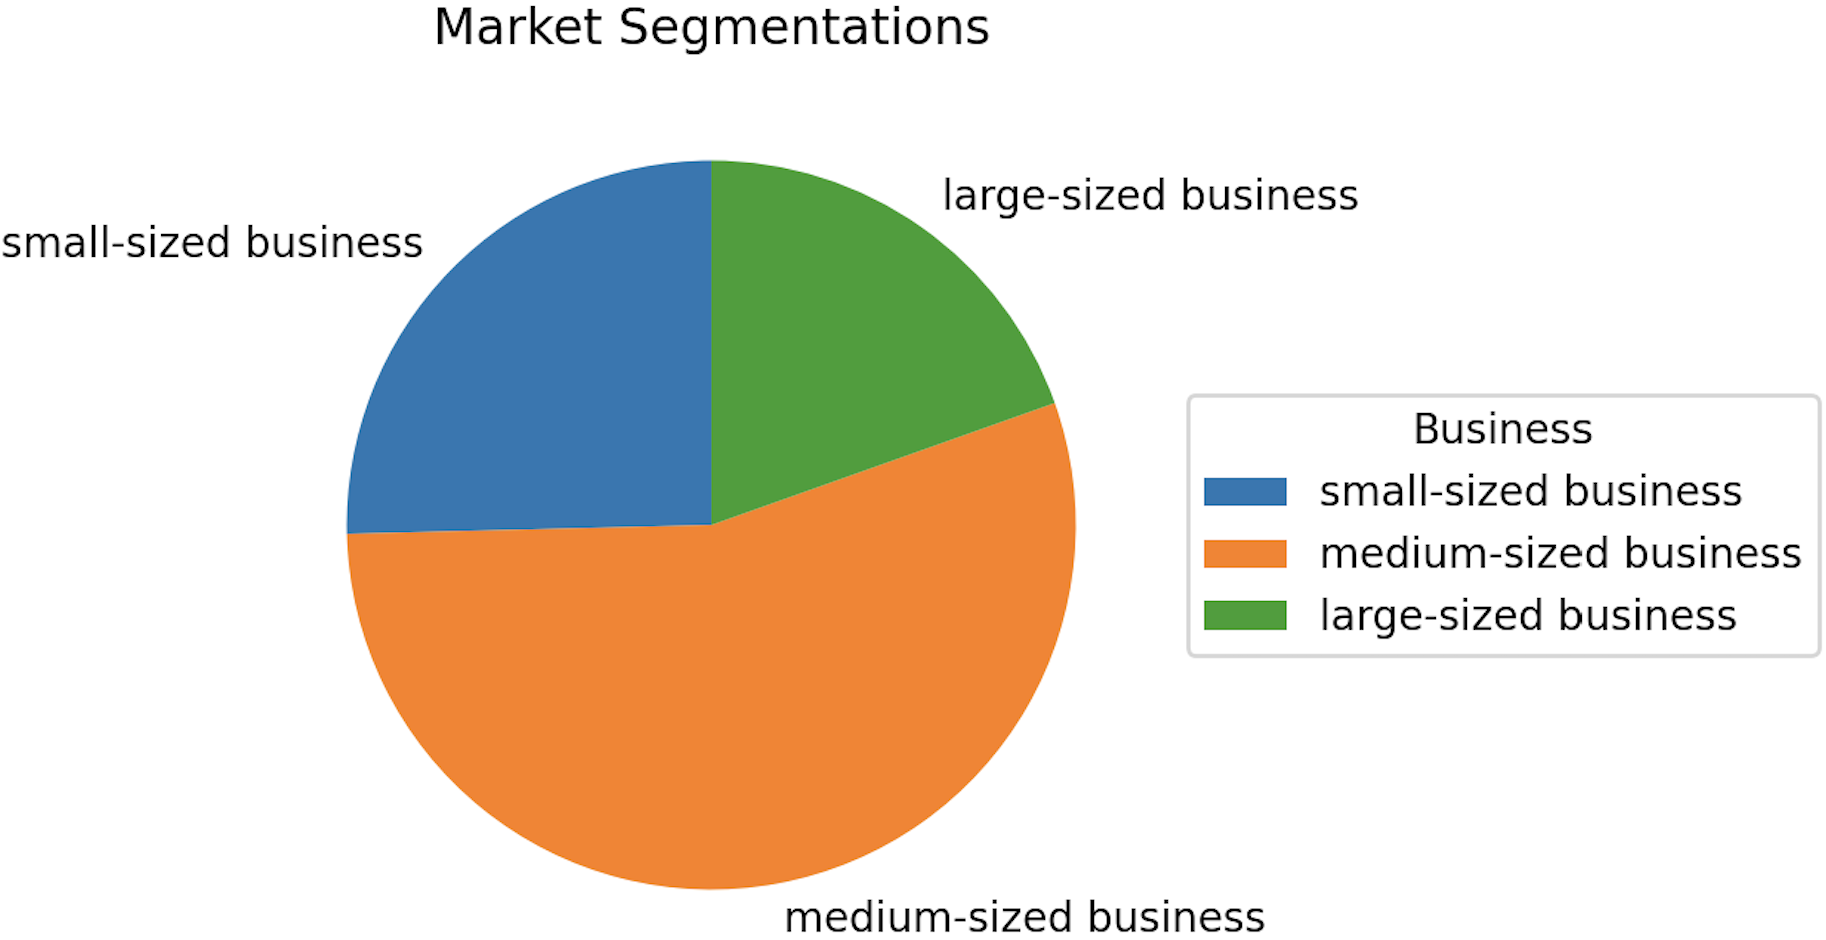 Market Segmentations
large-sized business
small-sized business
Business
small-sized business
medium-sized business
large-sized business
medium-sized business